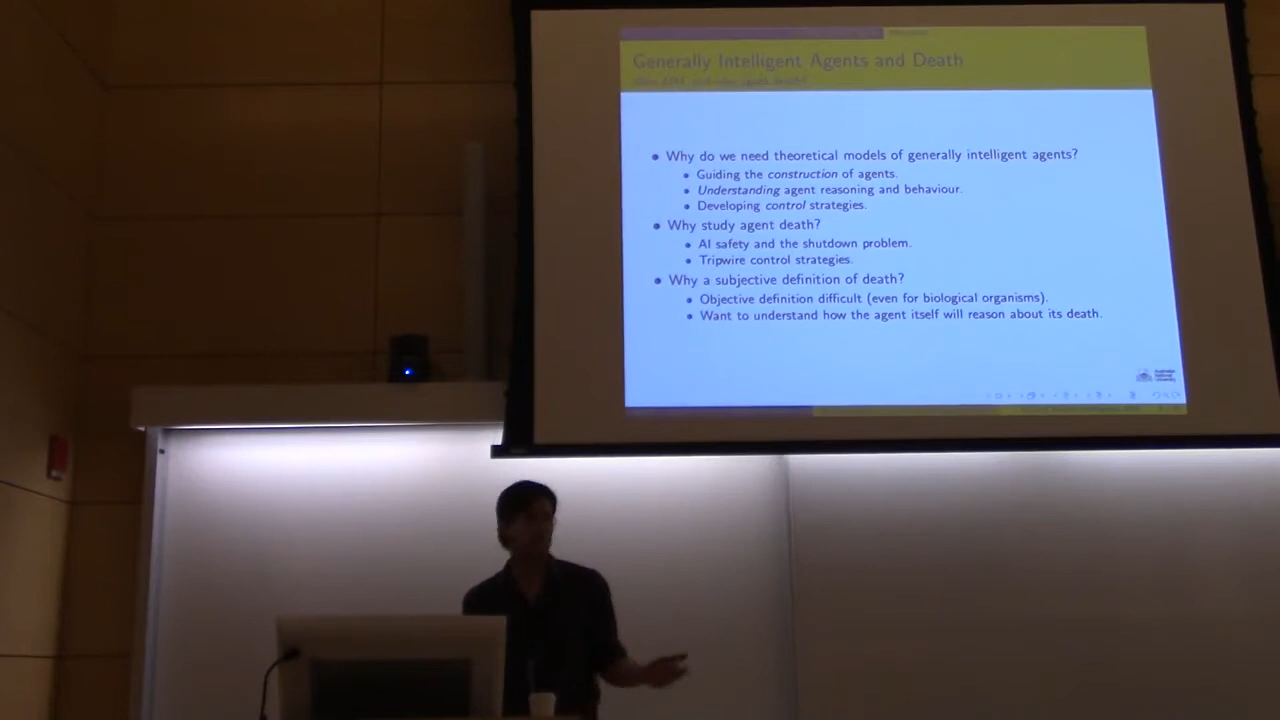 Generally Intelligent Agents and Death
• Why do we need theoretical models of generally intelligent agents?
• Guiding the construction of agents.
• Understanding agent reasoning and behaviour.
• Developing control strategies.
• Why study agent death?
• AI safety and the shutdown problem.
• Tripwire control strategies.
• Why a subjective definition of death?
• Objective definition difficult (even for biological organisms).
• Want to understand how the agent itself will reason about its death.
Australian
National
University